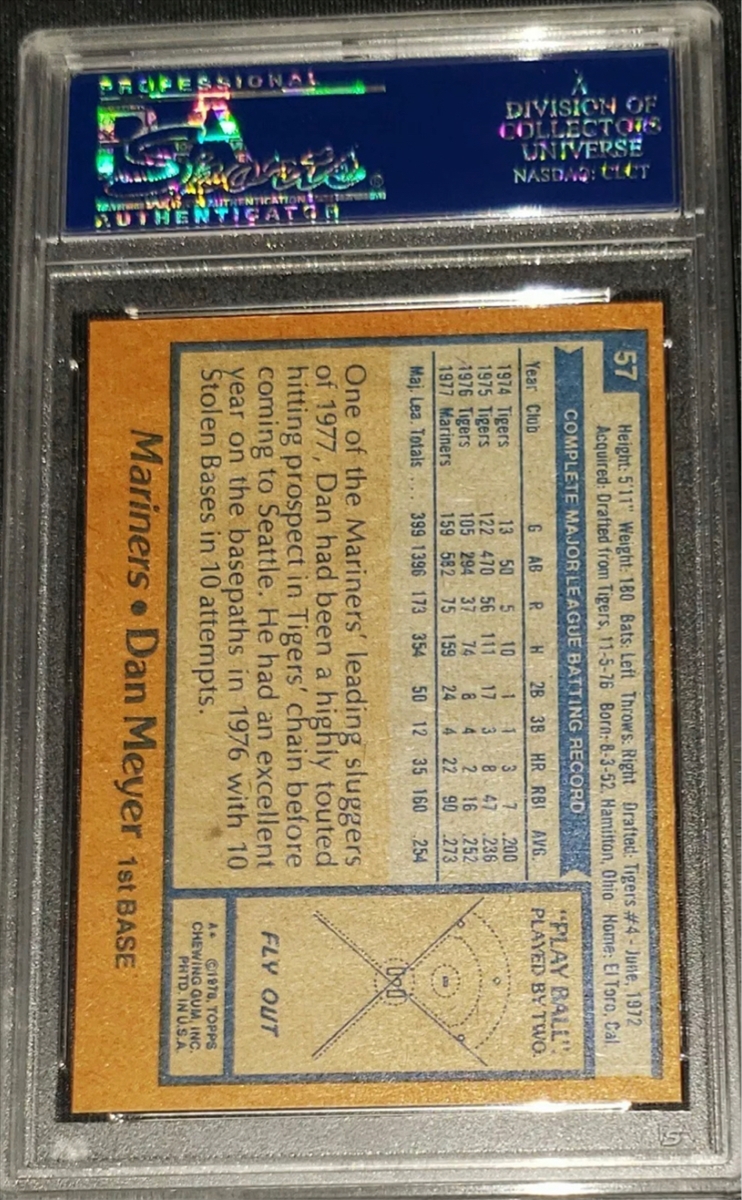 PROFESSIONAL
PSA
Sports
AUTHENTICATION
AUTHENTICATOR
A
DIVISION OF
COLLECTORS
UNIVERSE
NASDAQ: CLCT
57
Height: 5'11" Weight: 180 Bats: Left Throws: Right Drafted: Tigers #4 - June, 1972
Acquired: Drafted from Tigers, 11-5-76 Born: 8-3-52, Hamilton, Ohio Home: El Toro, Cal.
COMPLETE MAJOR LEAGUE BATTING RECORD
Year Club G AB R H 2B 3B HR RBI AVG.
1974 Tigers 13 50 5 10 1 1 3 7 .200
1975 Tigers 122 470 56 111 17 3 8 47 .236
1976 Tigers 105 294 37 74 8 4 2 16 .252
1977 Mariners 159 582 75 159 24 4 22 90 .273
Maj. Lea. Totals .... 399 1396 173 354 50 12 35 160 .254
One of the Mariners' leading sluggers
of 1977, Dan had been a highly touted
hitting prospect in Tigers' chain before
coming to Seattle. He had an excellent
year on the basepaths in 1976 with 10
Stolen Bases in 10 attempts.
"PLAY BALL"
PLAYED BY TWO.
FLY OUT
A* ©1978, TOPPS
CHEWING GUM, INC.
PRTD. IN U.S.A.
Mariners • Dan Meyer 1st BASE